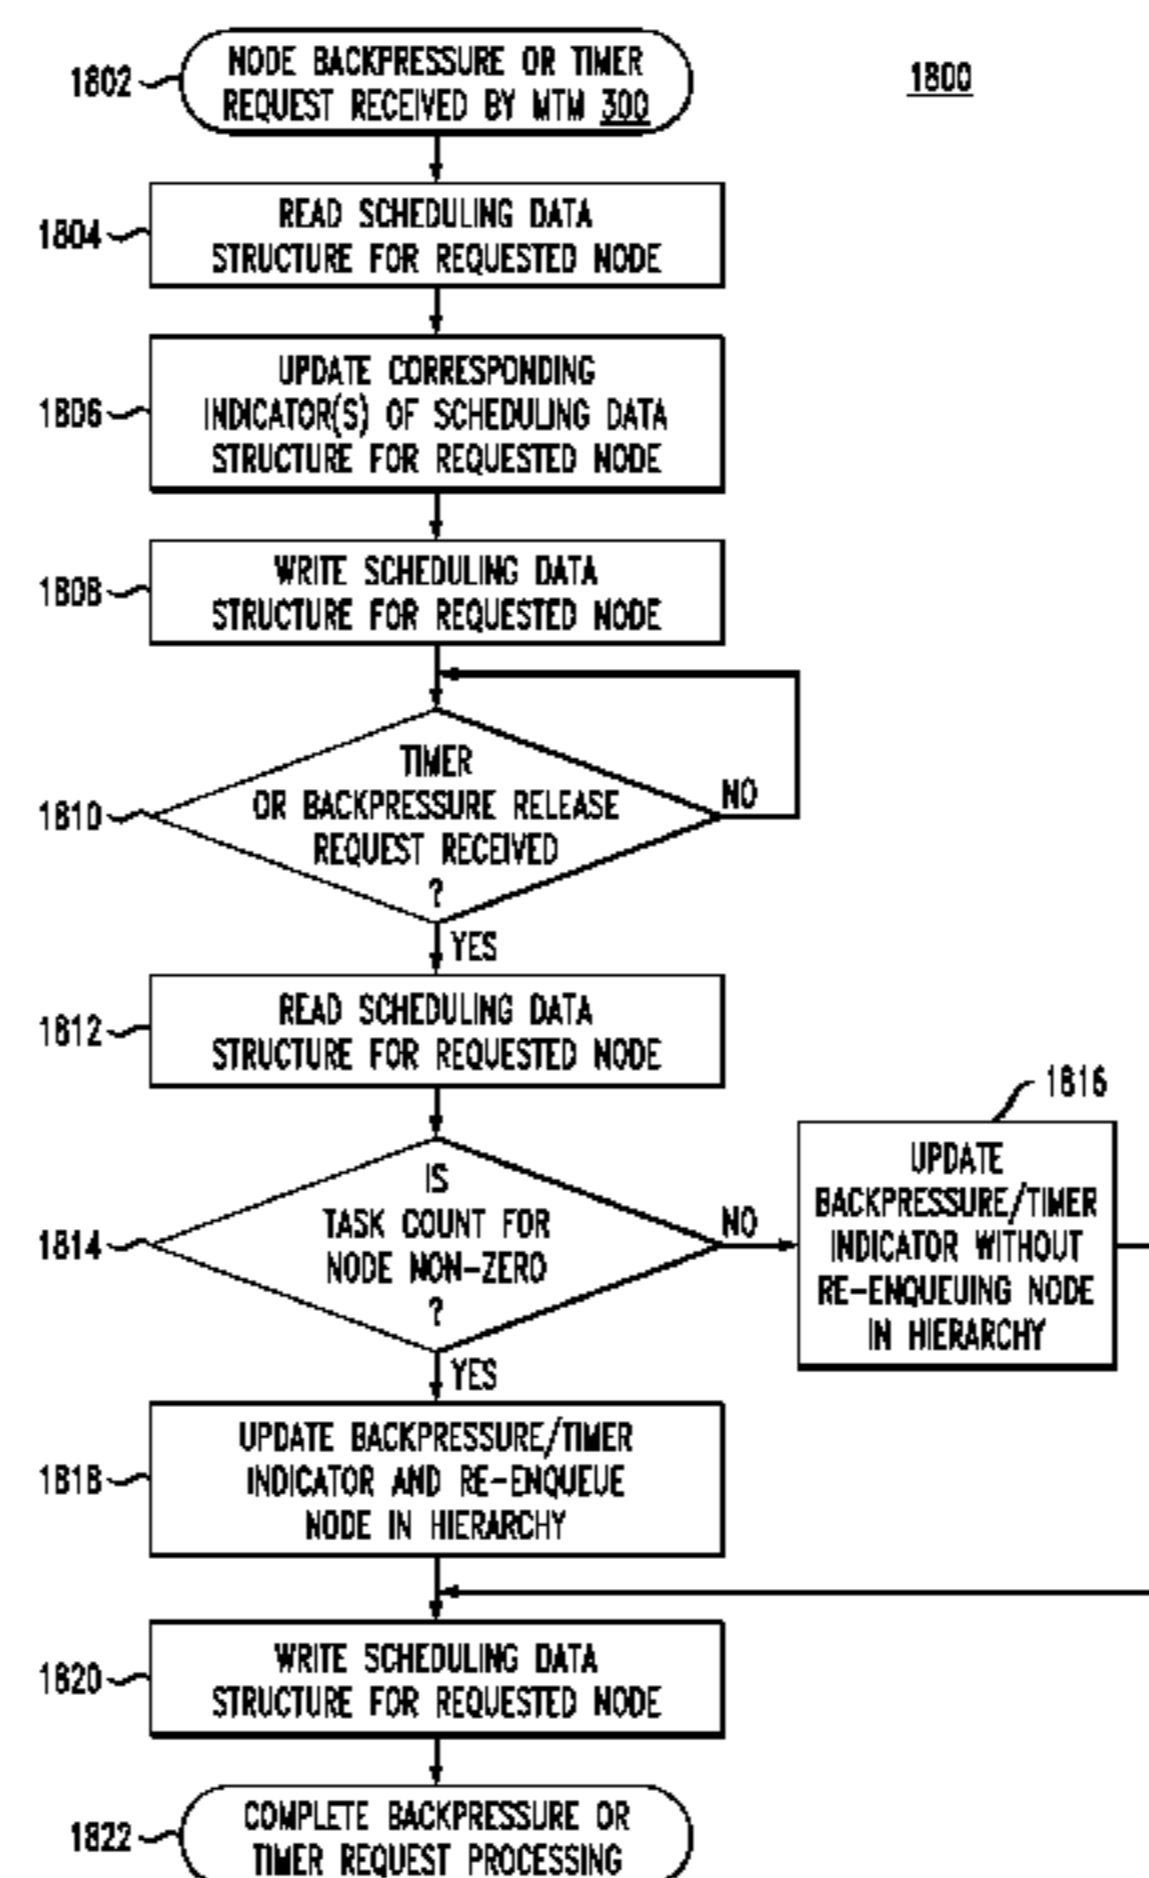 1802
NODE BACKPRESSURE OR TIMER
REQUEST RECEIVED BY MTM 300
1800
1804
READ SCHEDULING DATA
STRUCTURE FOR REQUESTED NODE
1806
UPDATE CORRESPONDING
INDICATOR(S) OF SCHEDULING DATA
STRUCTURE FOR REQUESTED NODE
1808
WRITE SCHEDULING DATA
STRUCTURE FOR REQUESTED NODE
1810
TIMER
OR BACKPRESSURE RELEASE
REQUEST RECEIVED
?
NO
YES
1812
READ SCHEDULING DATA
STRUCTURE FOR REQUESTED NODE
1814
IS
TASK COUNT FOR
NODE NON-ZERO
?
NO
1816
UPDATE
BACKPRESSURE/TIMER
INDICATOR WITHOUT
RE-ENQUEUING NODE
IN HIERARCHY
YES
1818
UPDATE BACKPRESSURE/TIMER
INDICATOR AND RE-ENQUEUE
NODE IN HIERARCHY
1820
WRITE SCHEDULING DATA
STRUCTURE FOR REQUESTED NODE
1822
COMPLETE BACKPRESSURE OR
TIMER REQUEST PROCESSING